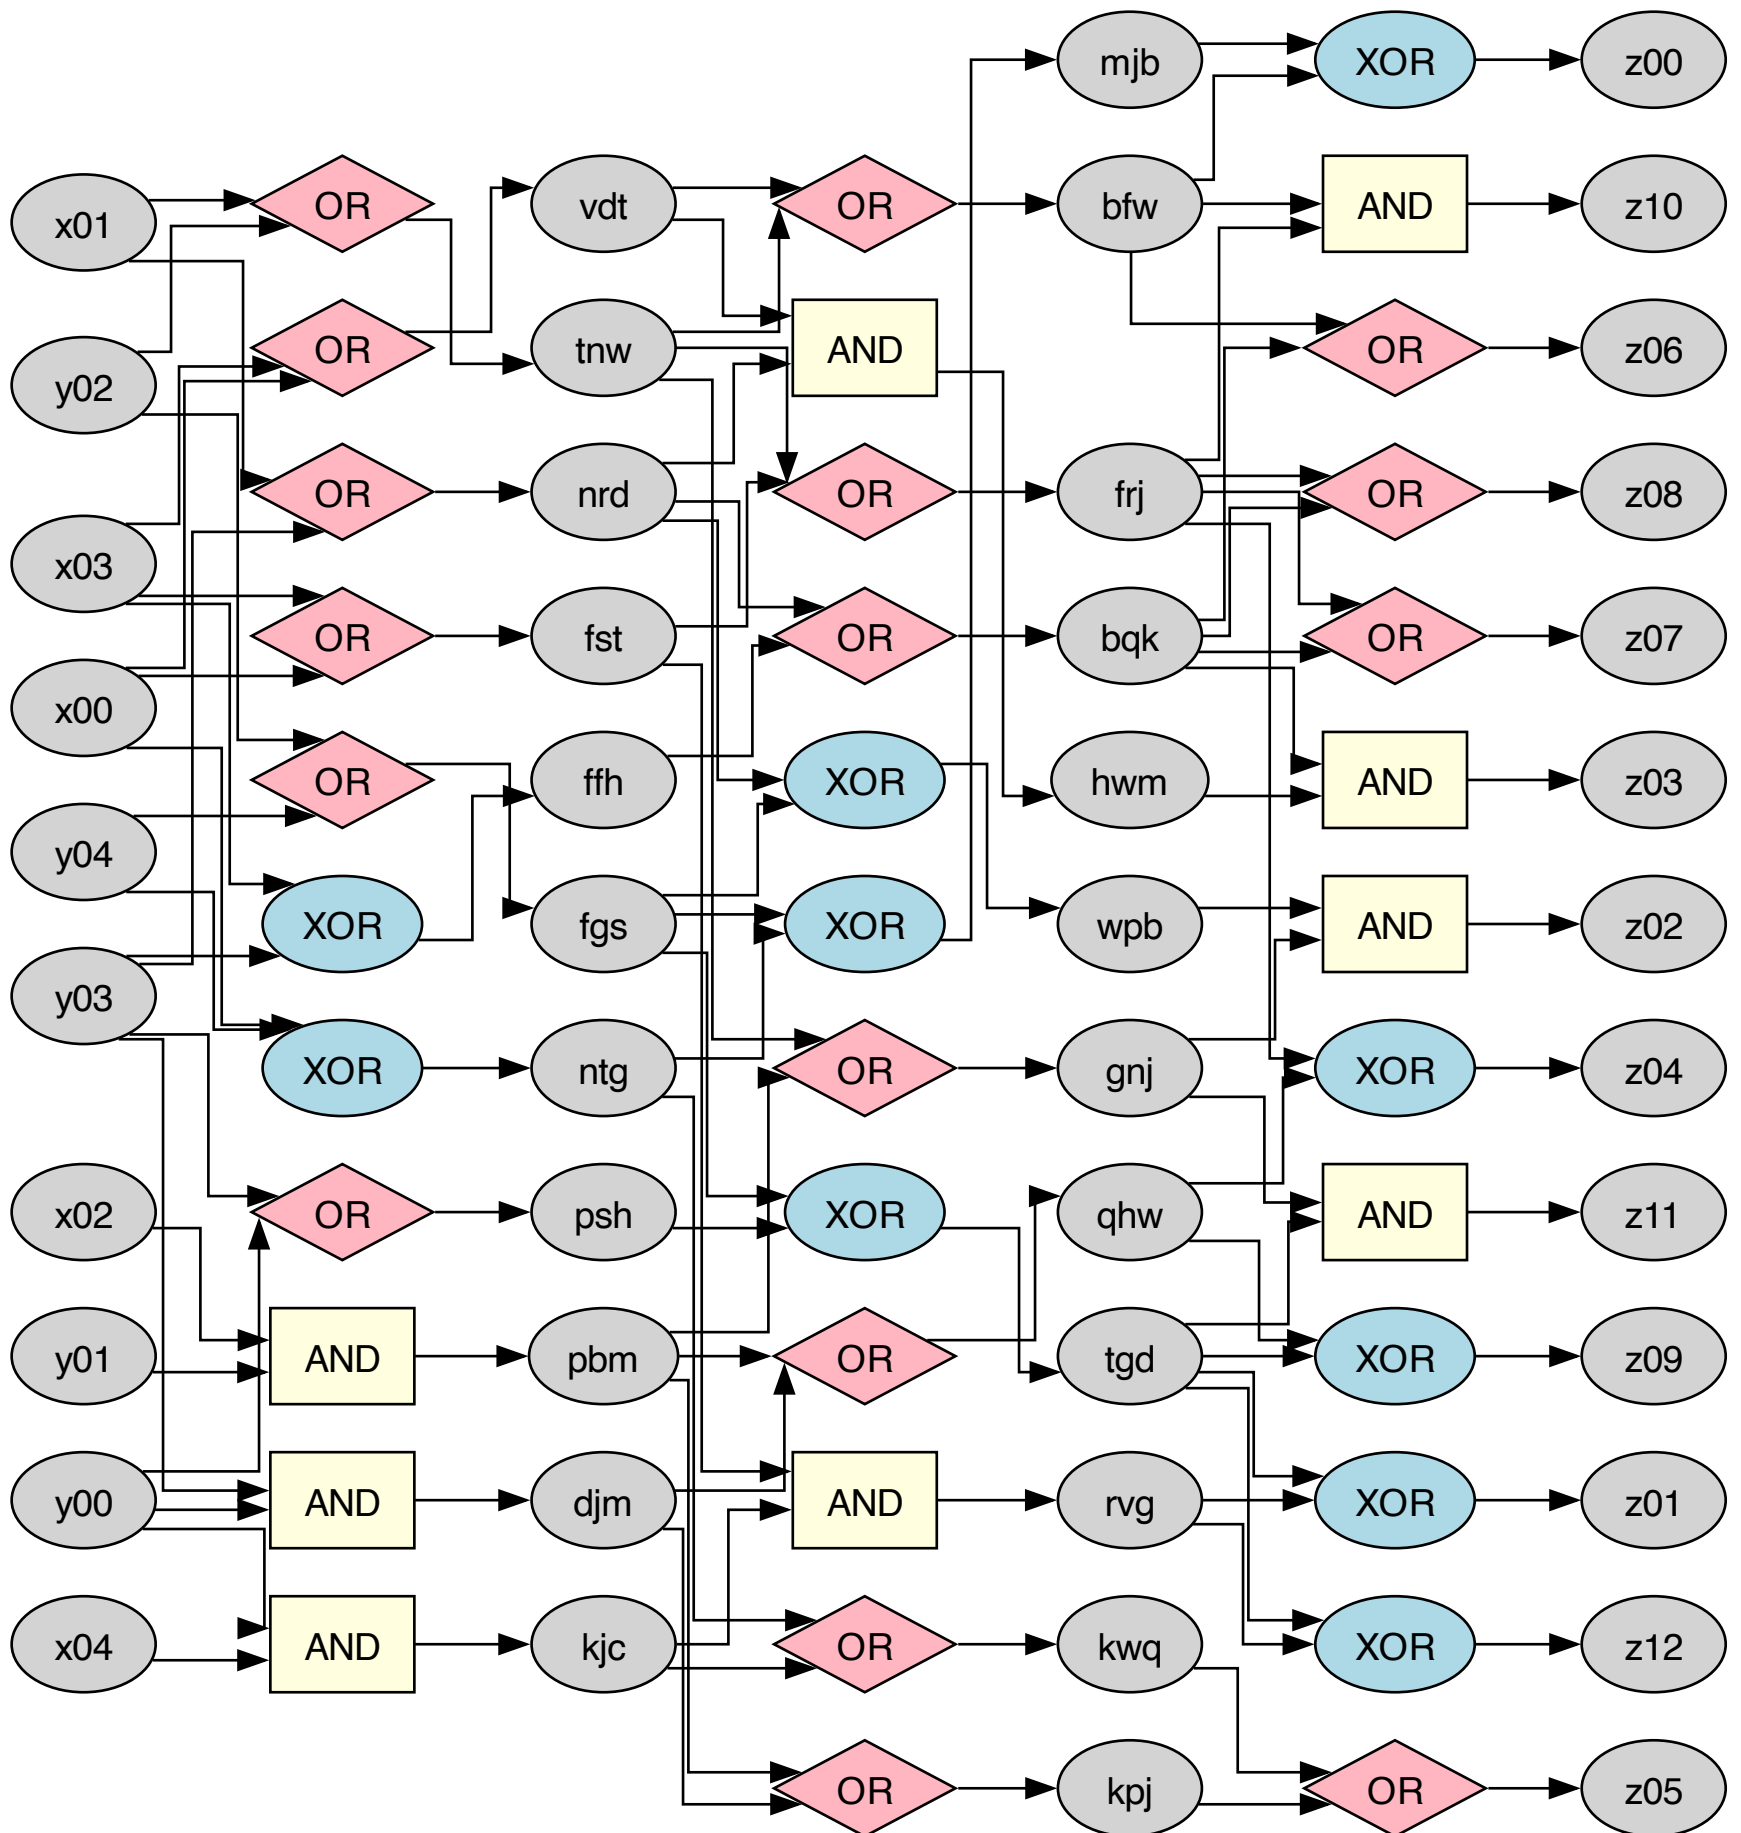 mjb XOR z00
x01 OR vdt OR bfw AND z10
y02 OR tnw AND OR z06
x03 OR nrd OR frj OR z08
x00 OR fst OR bqk OR z07
y04 OR ffh XOR hwm AND z03
y03 XOR fgs XOR wpb AND z02
XOR ntg OR gnj XOR z04
x02 OR psh XOR qhw AND z11
y01 AND pbm OR tgd XOR z09
y00 AND djm AND rvg XOR z01
x04 AND kjc OR kwq XOR z12
OR kpj OR z05